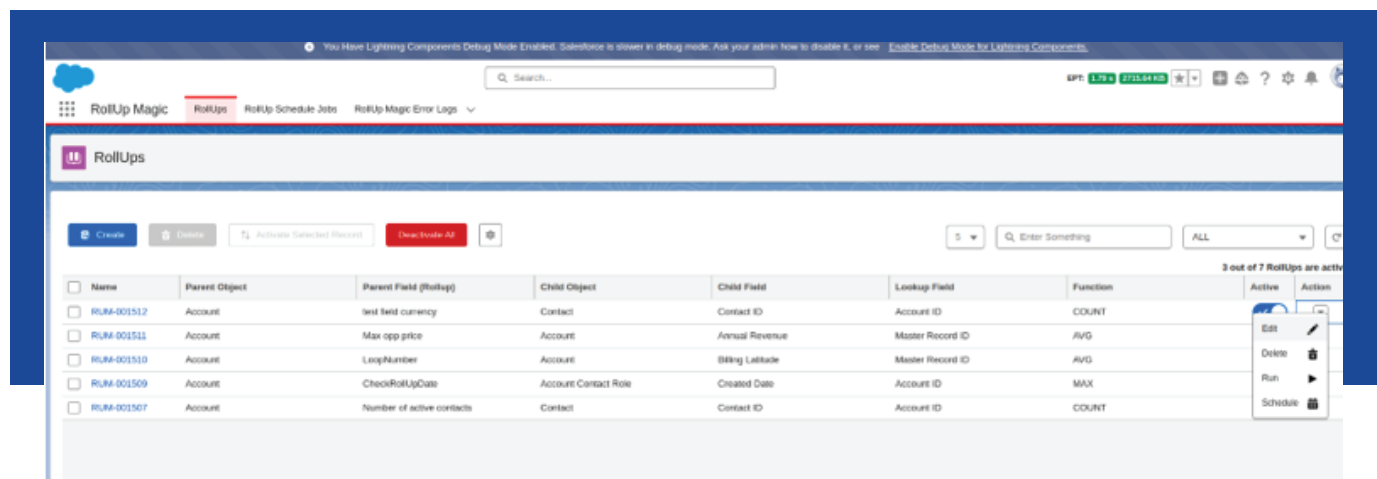 You Have Lightning Components Debug Mode Enabled. Salesforce is slower in debug mode. Ask your admin how to disable it, or see Enable Debug Mode for Lightning Components.
Search...
EPT: 1.79 s 2715.64 KB
RollUp Magic RollUps RollUp Schedule Jobs RollUp Magic Error Logs
RollUps
Create Delete Activate Selected Record Deactivate All 5 Enter Something ALL
3 out of 7 RollUps are activ
Name Parent Object Parent Field (Rollup) Child Object Child Field Lookup Field Function Active Action
RUM-001512 Account test field currency Contact Contact ID Account ID COUNT
RUM-001511 Account Max opp price Account Annual Revenue Master Record ID AVG
RUM-001510 Account LoopNumber Account Billing Latitude Master Record ID AVG
RUM-001509 Account CheckRollUpDate Account Contact Role Created Date Account ID MAX
RUM-001507 Account Number of active contacts Contact Contact ID Account ID COUNT
Edit
Delete
Run
Schedule